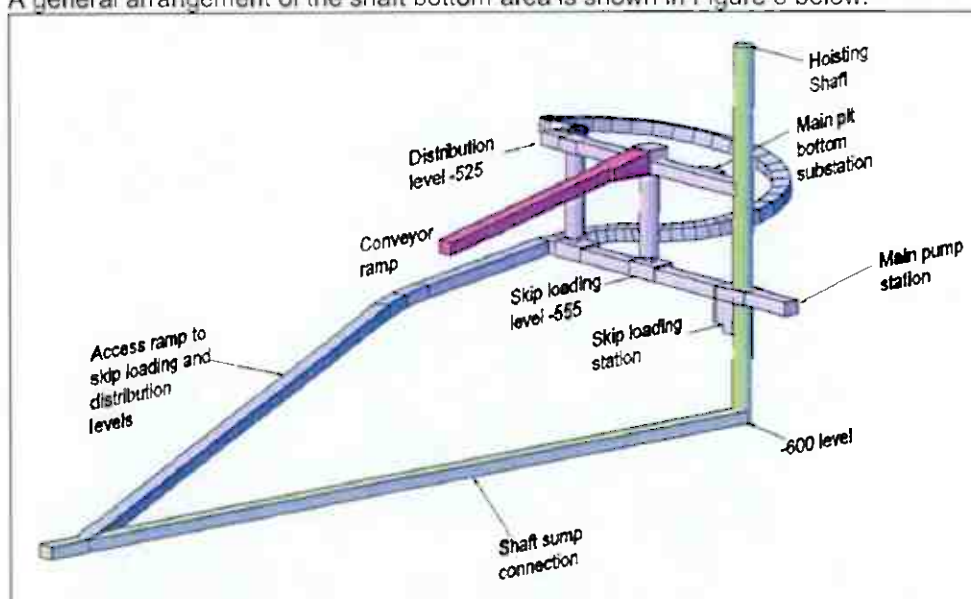 A general arrangement of the shaft bottom area is shown in Figure 8 below.
Hoisting
Shaft
Distribution
level -525
Main pit
bottom
substation
Conveyor
ramp
Main pump
station
Skip loading
level -555
Skip loading
station
Access ramp to
skip loading and
distribution
levels
-600 level
Shaft sump
connection